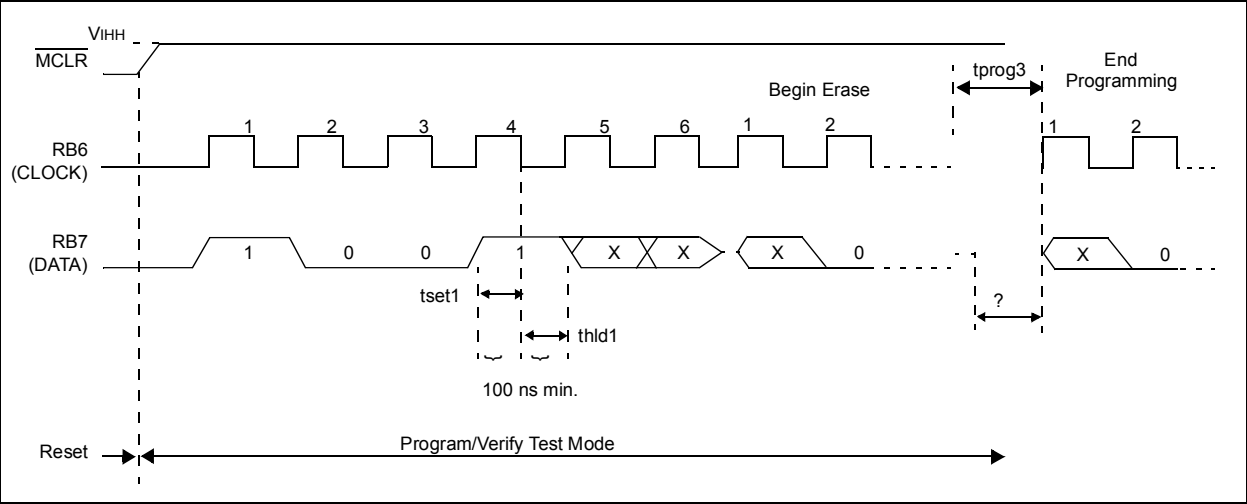 VIHH
MCLR
tprog3
End
Programming
Begin Erase
1 2 3 4 5 6 1 2 1 2
RB6
(CLOCK)
RB7
(DATA)
1 0 0 1 X X X 0 X 0
tset1
?
thld1
100 ns min.
Reset
Program/Verify Test Mode